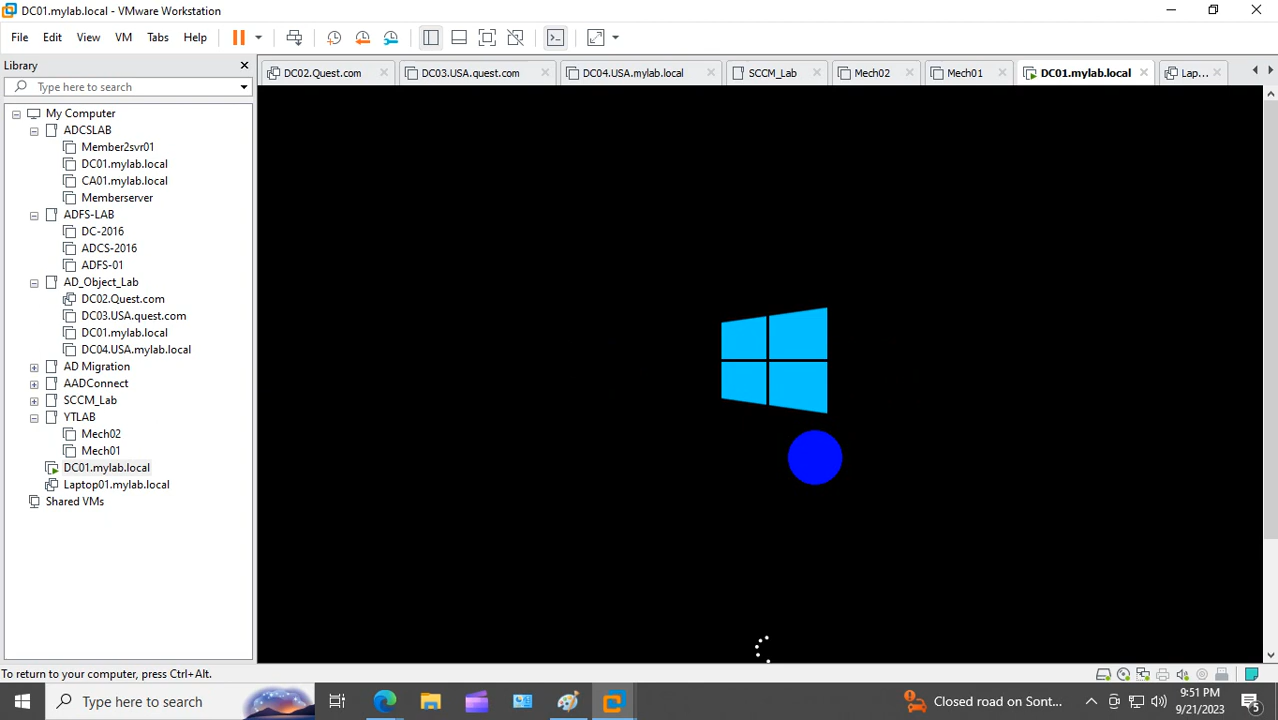 DC01.mylab.local - VMware Workstation
File Edit View VM Tabs Help
Library
Type here to search
DC02.Quest.com DC03.USA.quest.com DC04.USA.mylab.local SCCM_Lab Mech02 Mech01 DC01.mylab.local Lap...
My Computer
ADCSLAB
Member2svr01
DC01.mylab.local
CA01.mylab.local
Memberserver
ADFS-LAB
DC-2016
ADCS-2016
ADFS-01
AD_Object_Lab
DC02.Quest.com
DC03.USA.quest.com
DC01.mylab.local
DC04.USA.mylab.local
AD Migration
AADConnect
SCCM_Lab
YTLAB
Mech02
Mech01
DC01.mylab.local
Laptop01.mylab.local
Shared VMs
To return to your computer, press Ctrl+Alt.
Type here to search
Closed road on Sont...
9:51 PM
9/21/2023
5